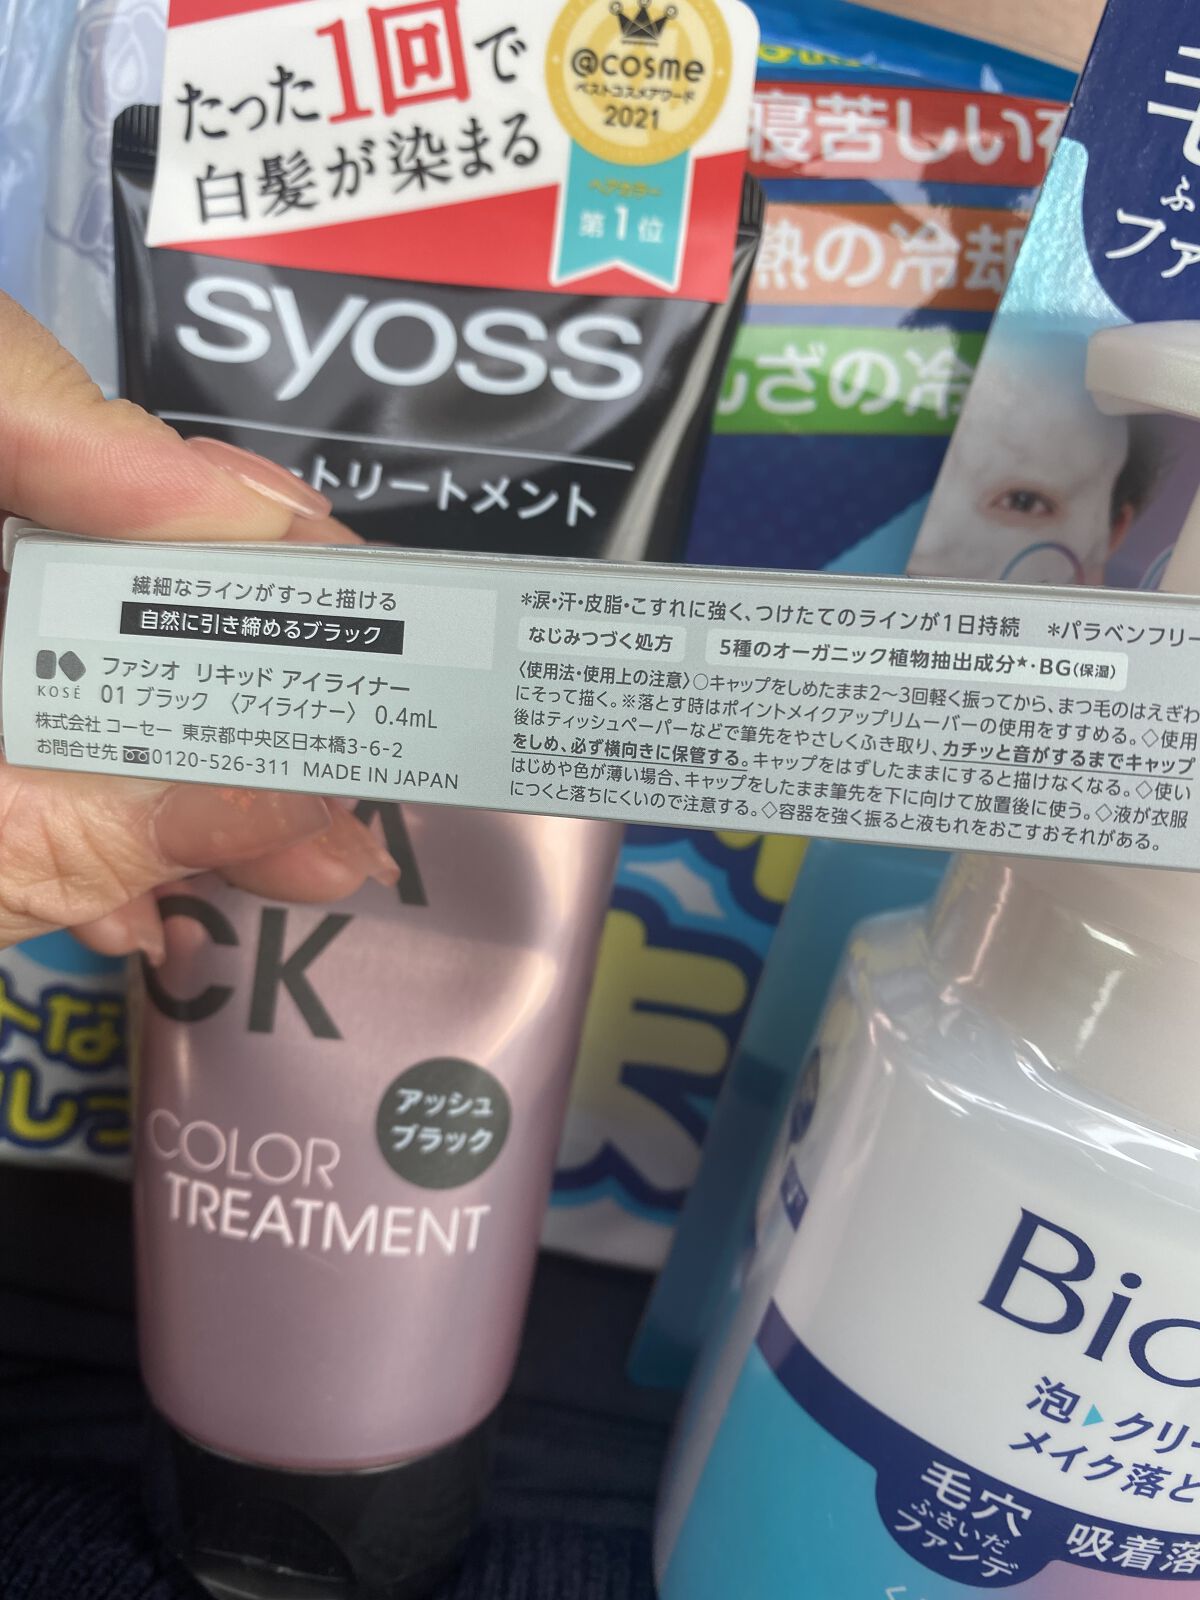 たった1回で
白髪が染まる
@cosme
ベストコスメアワード
2021
ヘアカラー
第1位
syoss
トリートメント
寝苦しい
熱の冷却
ざの冷
毛
ふ
ファ
繊細なラインがすっと描ける
自然に引き締めるブラック
KOSÉ
ファシオ リキッド アイライナー
01 ブラック 〈アイライナー〉 0.4mL
株式会社 コーセー 東京都中央区日本橋3-6-2
お問合せ先 0120-526-311 MADE IN JAPAN
*涙・汗・皮脂・こすれに強く、つけたてのラインが1日持続 *パラベンフリー
なじみつづく処方 5種のオーガニック植物抽出成分★・BG(保湿)
〈使用法・使用上の注意〉○キャップをしめたまま2〜3回軽く振ってから、まつ毛のはえぎわ
にそって描く。※落とす時はポイントメイクアップリムーバーの使用をすすめる。◇使用
後はティッシュペーパーなどで筆先をやさしくふき取り、カチッと音がするまでキャップ
をしめ、必ず横向きに保管する。キャップをはずしたままにすると描けなくなる。◇使い
はじめや色が薄い場合、キャップをしたまま筆先を下に向けて放置後に使う。◇液が衣服
につくと落ちにくいので注意する。◇容器を強く振ると液もれをおこすおそれがある。
CK
アッシュ
ブラック
COLOR
TREATMENT
Bio
泡▶クリー
メイク落と
毛穴
ふさいだ
ファンデ
吸着落